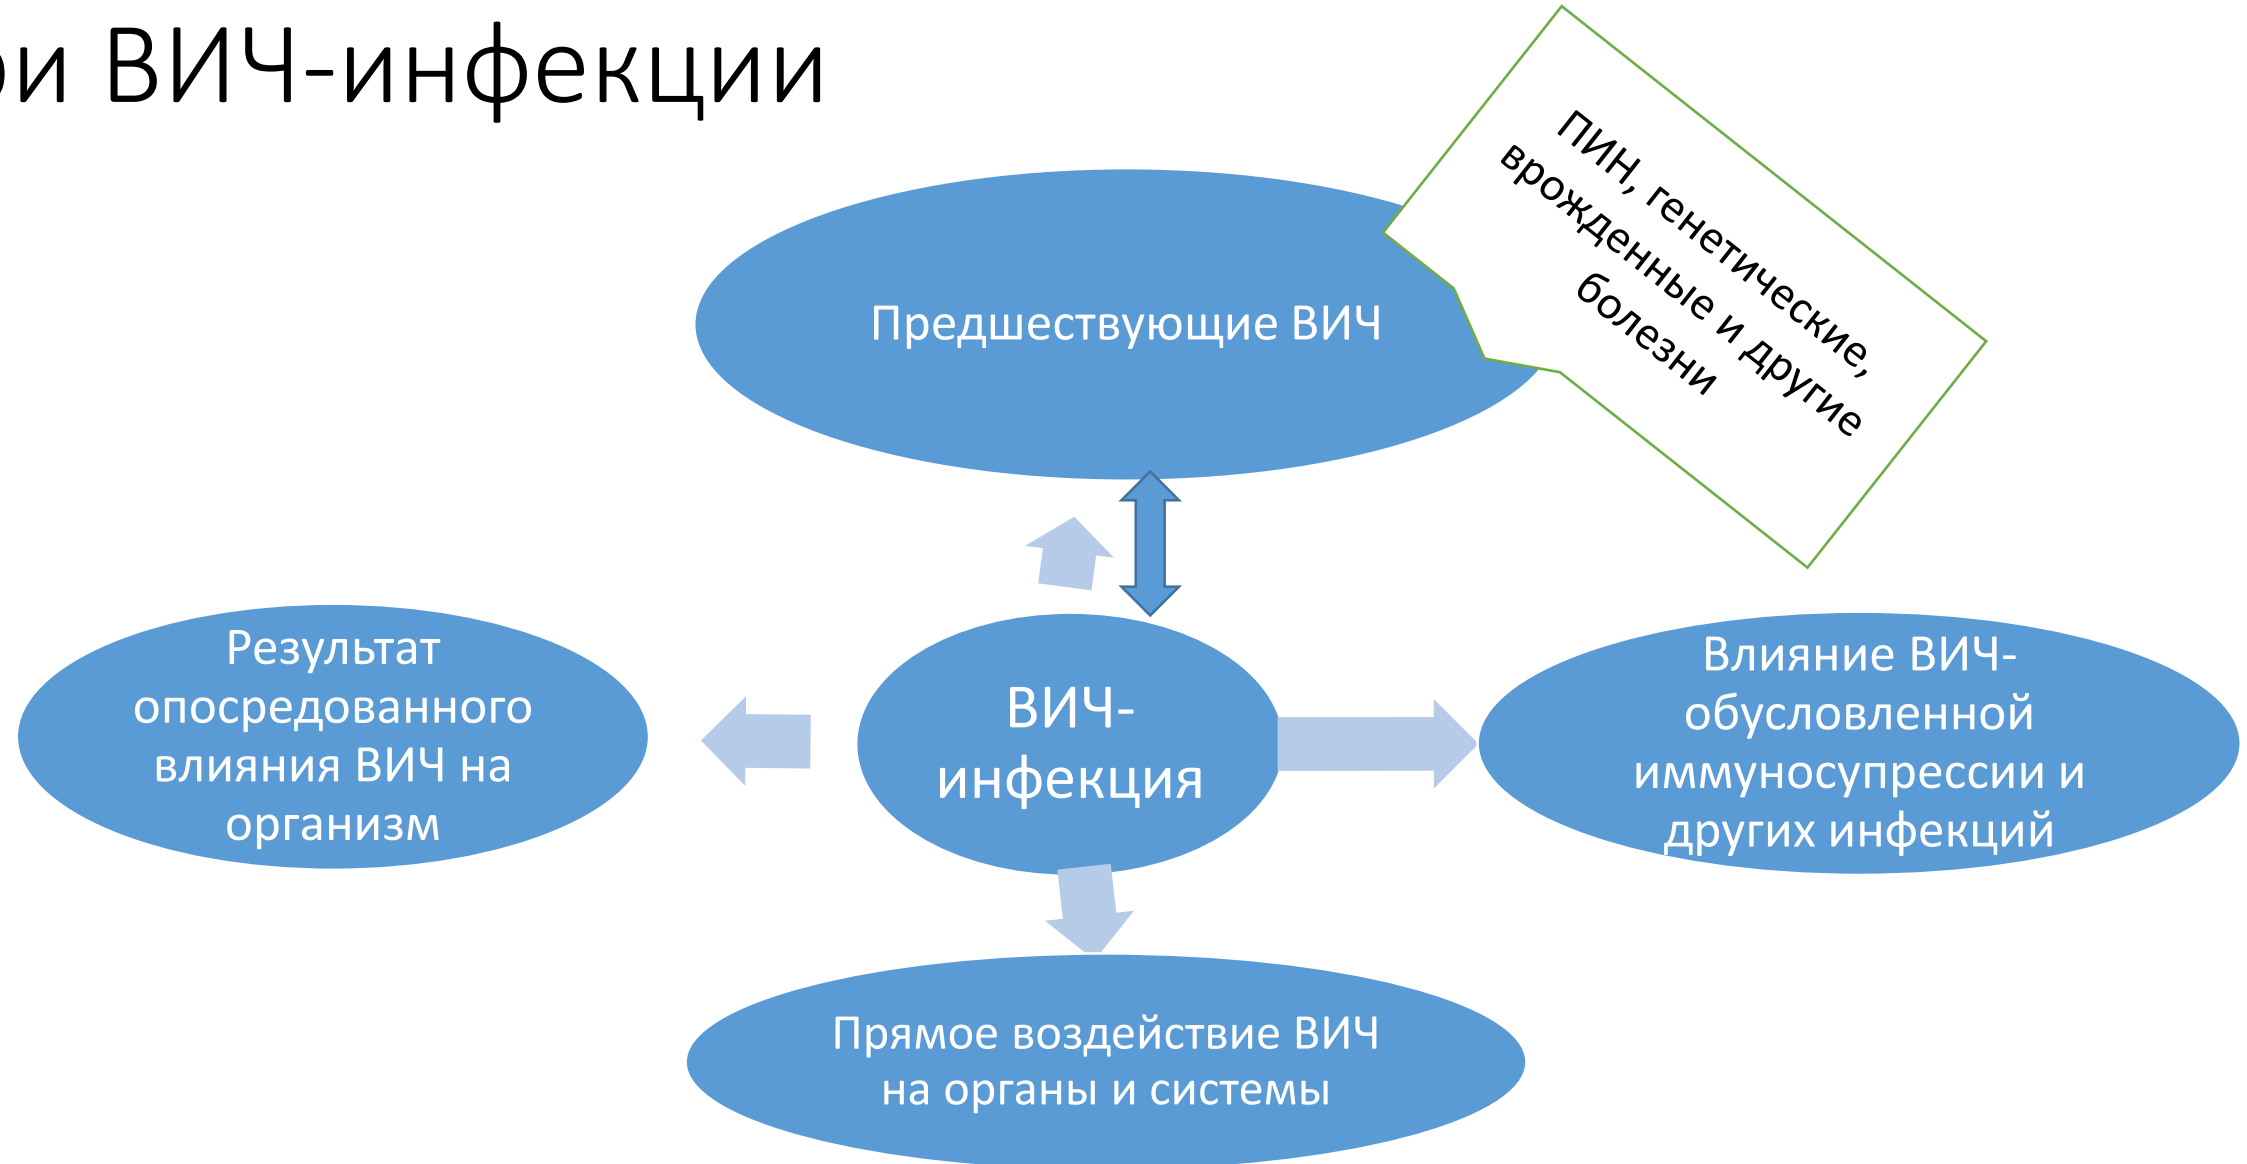 ри ВИЧ-инфекции
ПИН, генетические,
врожденные и другие
болезни
Предшествующие ВИЧ
Результат
опосредованного
влияния ВИЧ на
организм
ВИЧ-
инфекция
Влияние ВИЧ-
обусловленной
иммуносупрессии и
других инфекций
Прямое воздействие ВИЧ
на органы и системы